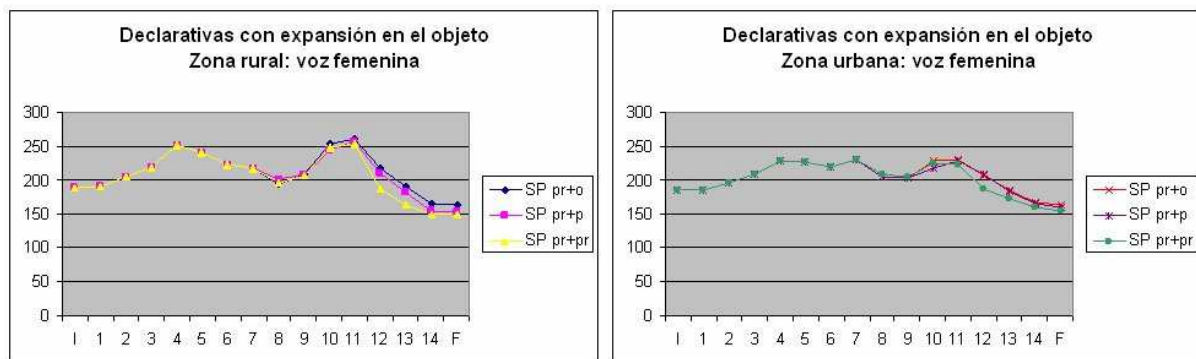 Declarativas con expansión en el objeto
Zona rural: voz femenina
300
250
200
150
100
50
0
I 1 2 3 4 5 6 7 8 9 10 11 12 13 14 F
SP pr+o
SP pr+p
SP pr+pr
Declarativas con expansión en el objeto
Zona urbana: voz femenina
300
250
200
150
100
50
0
I 1 2 3 4 5 6 7 8 9 10 11 12 13 14 F
SP pr+o
SP pr+p
SP pr+pr